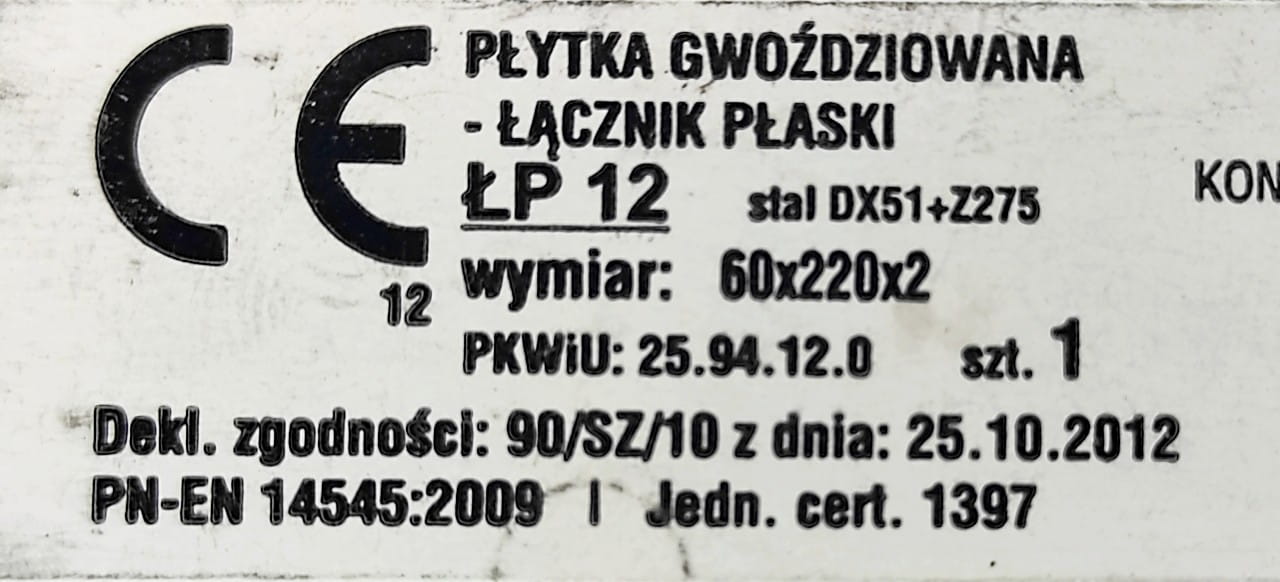 CE
12
PŁYTKA GWOŹDZIOWANA
- ŁĄCZNIK PŁASKI
ŁP 12 stal DX51+Z275
wymiar: 60x220x2
PKWiU: 25.94.12.0 szt. 1
Dekl. zgodności: 90/SZ/10 z dnia: 25.10.2012
PN-EN 14545:2009 | Jedn. cert. 1397